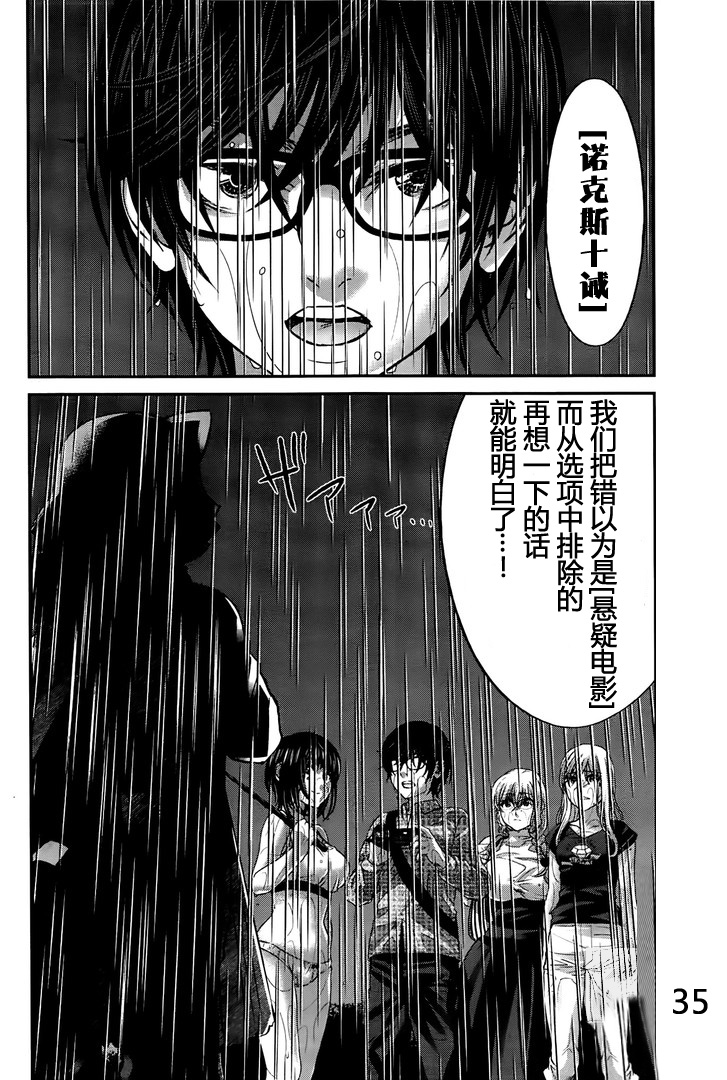 [诺克斯十诫]
我们把错以为是[悬疑电影]
而从选项中排除的
再想一下的话
就能明白了…！
ザァァァ…
35